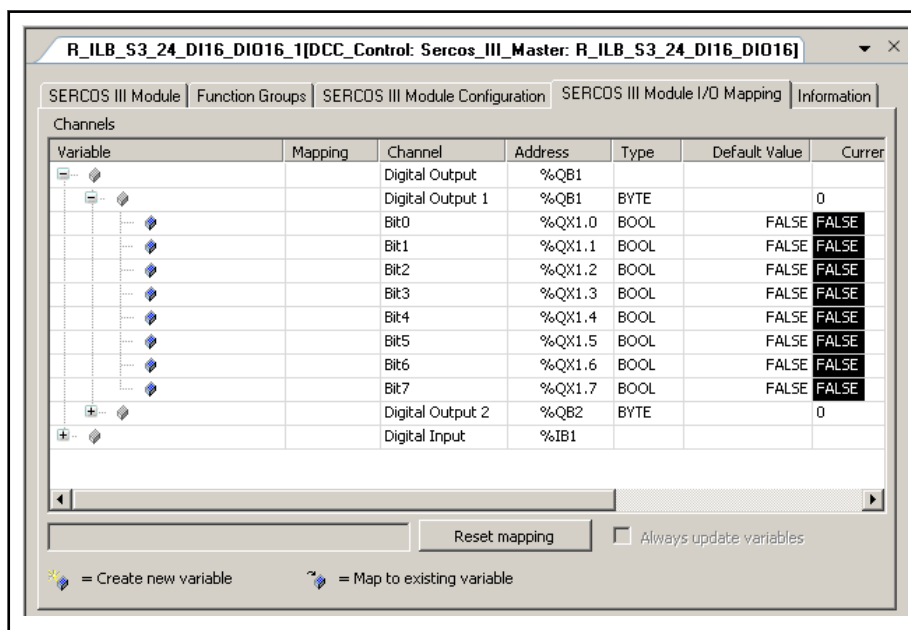 R_ILB_S3_24_DI16_DIO16_1[DCC_Control: Sercos_III_Master: R_ILB_S3_24_DI16_DIO16]
SERCOS III Module Function Groups SERCOS III Module Configuration SERCOS III Module I/O Mapping Information
Channels
Variable Mapping Channel Address Type Default Value Curren
Digital Output %QB1
Digital Output 1 %QB1 BYTE 0
Bit0 %QX1.0 BOOL FALSE FALSE
Bit1 %QX1.1 BOOL FALSE FALSE
Bit2 %QX1.2 BOOL FALSE FALSE
Bit3 %QX1.3 BOOL FALSE FALSE
Bit4 %QX1.4 BOOL FALSE FALSE
Bit5 %QX1.5 BOOL FALSE FALSE
Bit6 %QX1.6 BOOL FALSE FALSE
Bit7 %QX1.7 BOOL FALSE FALSE
Digital Output 2 %QB2 BYTE 0
Digital Input %IB1
Reset mapping Always update variables
= Create new variable = Map to existing variable